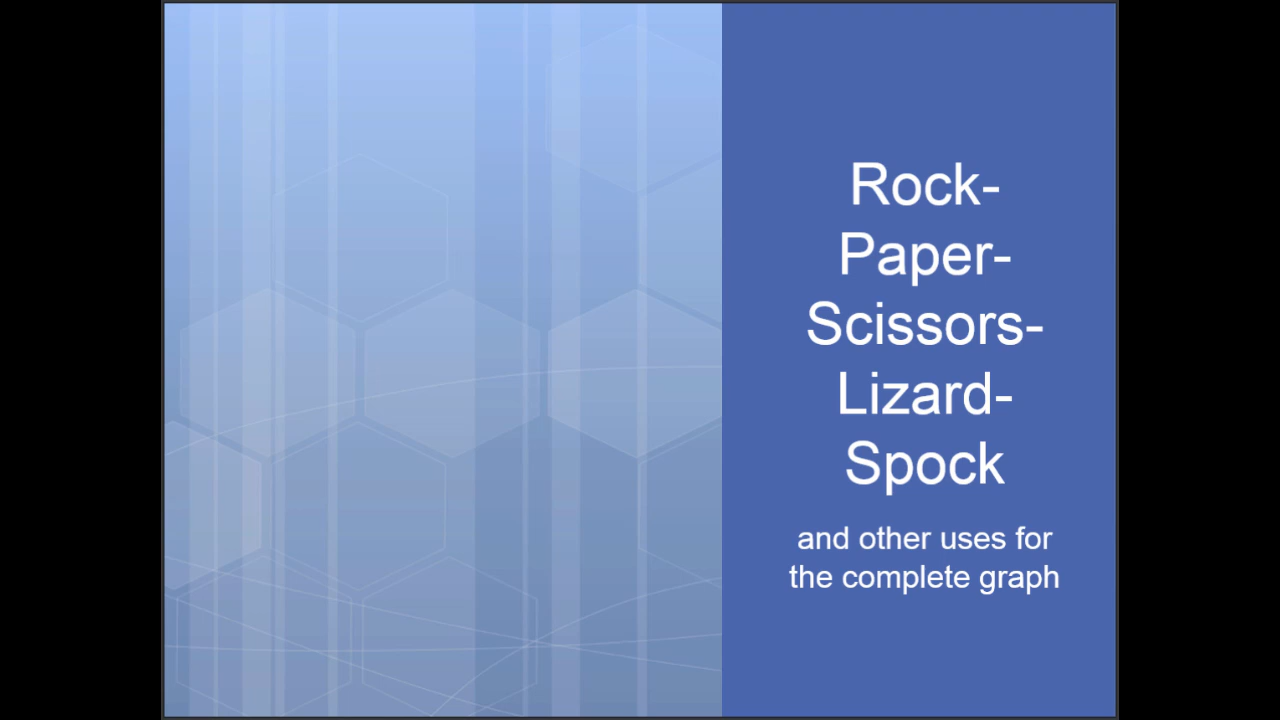 Rock-
Paper-
Scissors-
Lizard-
Spock
and other uses for
the complete graph